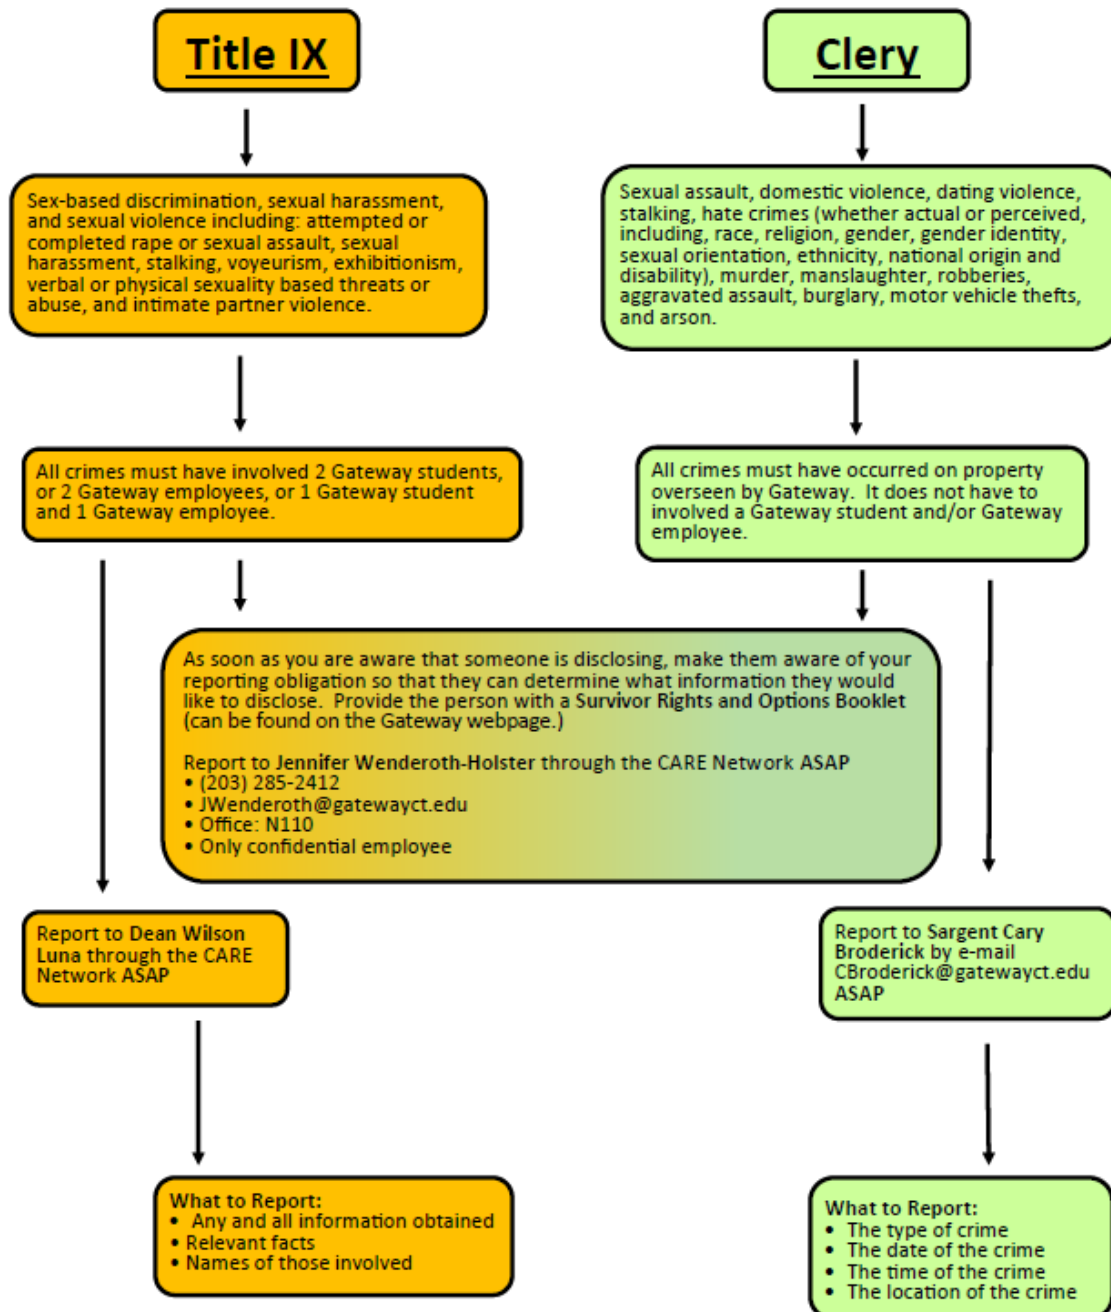 Title IX
Clery
Sex-based discrimination, sexual harassment,
and sexual violence including: attempted or
completed rape or sexual assault, sexual
harassment, stalking, voyeurism, exhibitionism,
verbal or physical sexuality based threats or
abuse, and intimate partner violence.
Sexual assault, domestic violence, dating violence,
stalking, hate crimes (whether actual or perceived,
including, race, religion, gender, gender identity,
sexual orientation, ethnicity, national origin and
disability), murder, manslaughter, robberies,
aggravated assault, burglary, motor vehicle thefts,
and arson.
All crimes must have involved 2 Gateway students,
or 2 Gateway employees, or 1 Gateway student
and 1 Gateway employee.
All crimes must have occurred on property
overseen by Gateway.  It does not have to
involved a Gateway student and/or Gateway
employee.
As soon as you are aware that someone is disclosing, make them aware of your
reporting obligation so that they can determine what information they would
like to disclose.  Provide the person with a Survivor Rights and Options Booklet
(can be found on the Gateway webpage.)
Report to Jennifer Wenderoth-Holster through the CARE Network ASAP
• (203) 285-2412
• JWenderoth@gatewayct.edu
• Office: N110
• Only confidential employee
Report to Dean Wilson
Luna through the CARE
Network ASAP
Report to Sargent Cary
Broderick by e-mail
CBroderick@gatewayct.edu
ASAP
What to Report:
• Any and all information obtained
• Relevant facts
• Names of those involved
What to Report:
• The type of crime
• The date of the crime
• The time of the crime
• The location of the crime